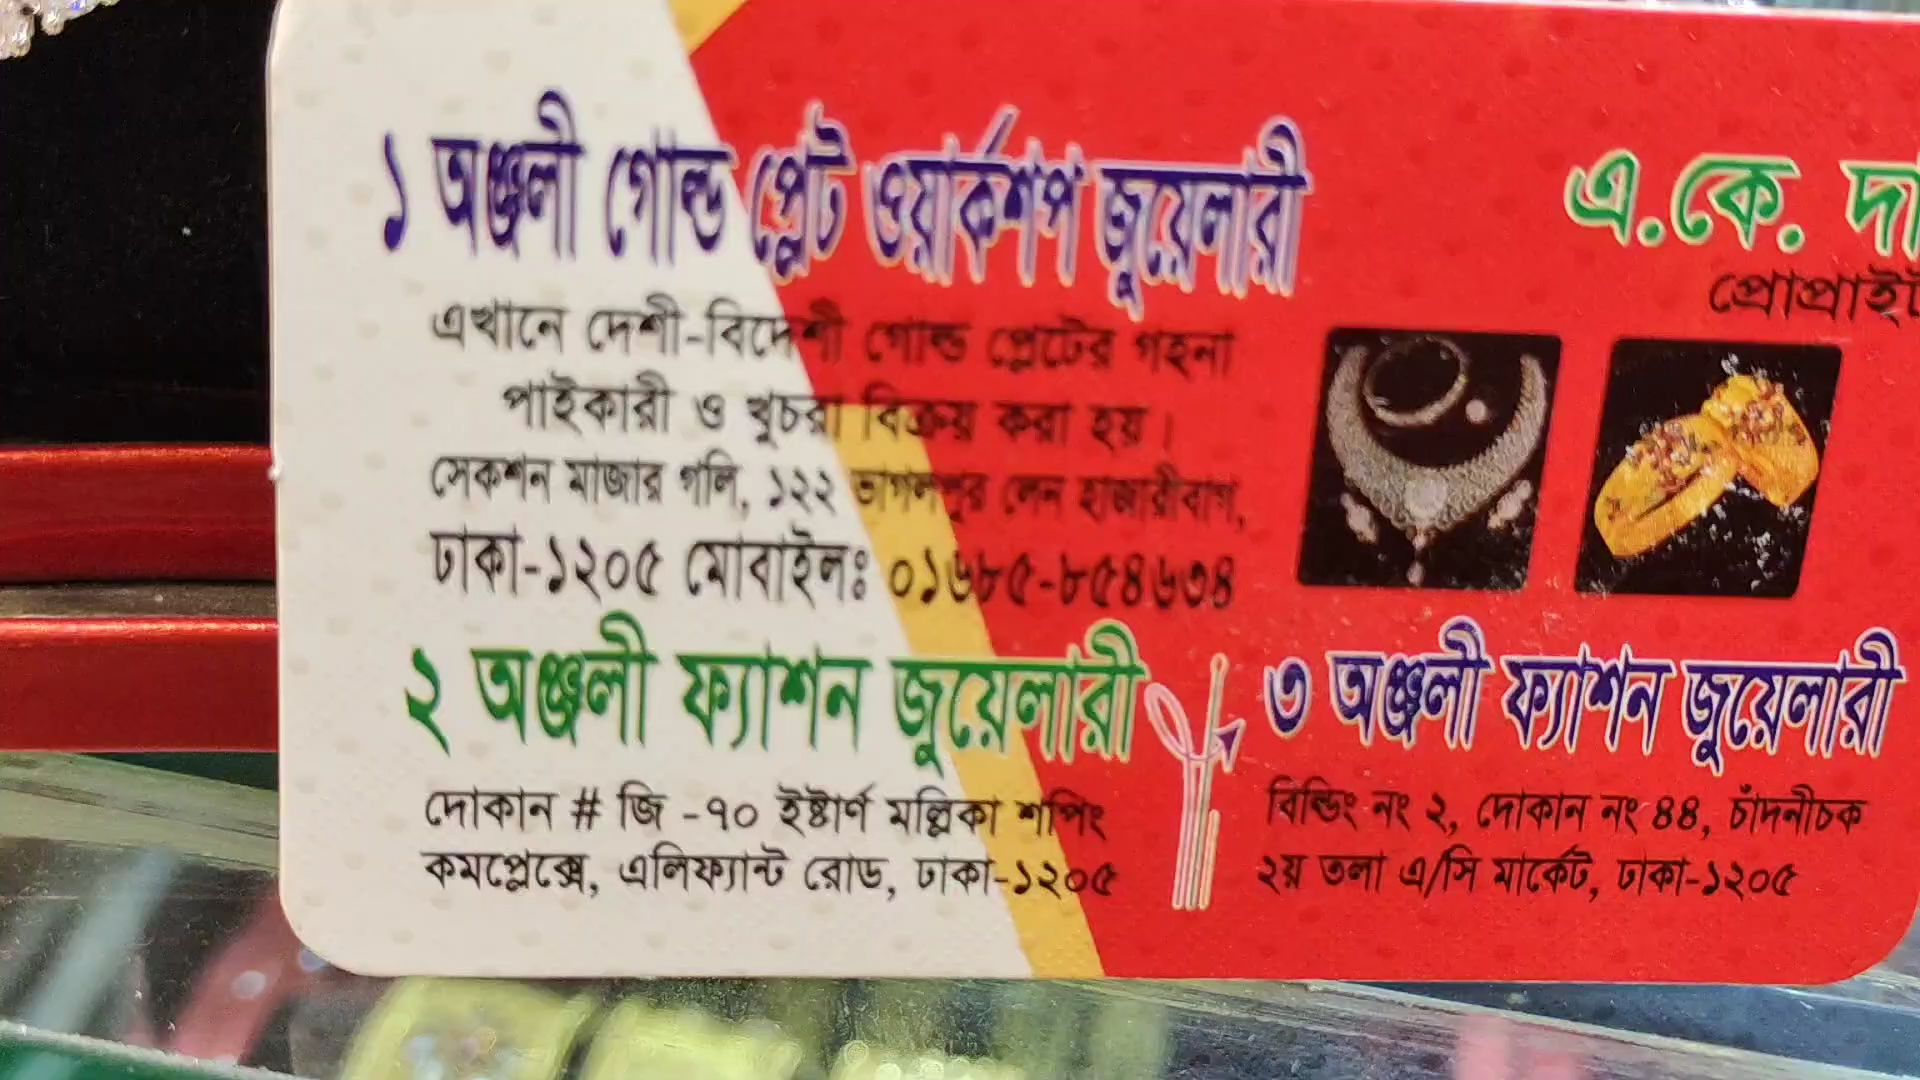 ১ অঞ্জলী গোল্ড প্লেট ওয়ার্কশপ জুয়েলারী
এ.কে. দা
প্রোপ্রাইট
এখানে দেশী-বিদেশী গোল্ড প্লেটের গহনা
পাইকারী ও খুচরা বিক্রয় করা হয়।
সেকশন মাজার গলি, ১২২ ভাগলপুর লেন হাজারীবাগ,
ঢাকা-১২০৫ মোবাইলঃ ০১৬৮৫-৮৫৪৬৩৪
২ অঞ্জলী ফ্যাশন জুয়েলারী
দোকান # জি -৭০ ইষ্টার্ণ মল্লিকা শপিং
কমপ্লেক্সে, এলিফ্যান্ট রোড, ঢাকা-১২০৫
৩ অঞ্জলী ফ্যাশন জুয়েলারী
বিল্ডিং নং ২, দোকান নং ৪৪, চাঁদনীচক
২য় তলা এ/সি মার্কেট, ঢাকা-১২০৫